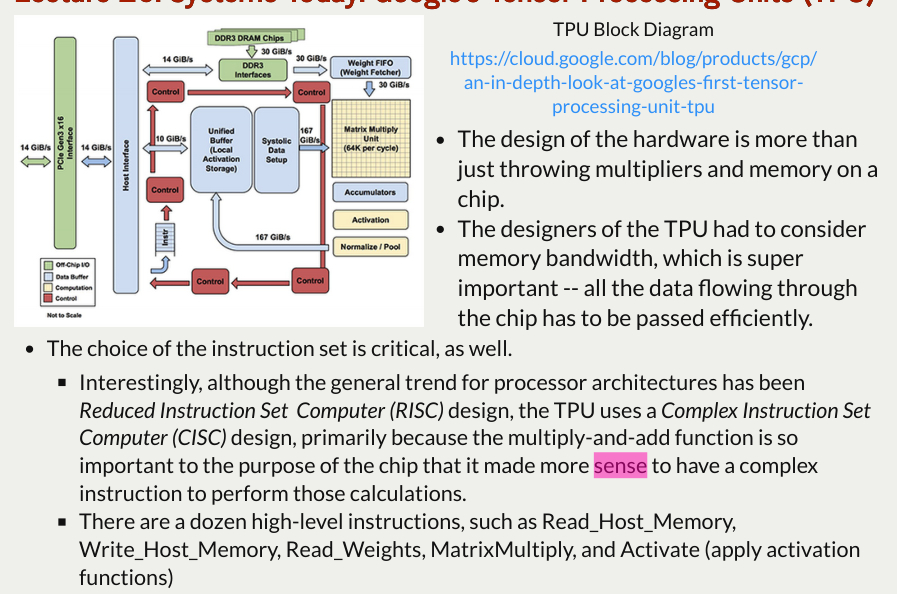 Lecture 26: Systems Today: Google's Tensor Processing Units (TPU)
DDR3 DRAM Chips
30 GiB/s
14 GiB/s
DDR3
Interfaces
30 GiB/s
Weight FIFO
(Weight Fetcher)
Control
Control
30 GiB/s
PCIe Gen3 x16
Interface
Host Interface
14 GiB/s
14 GiB/s
10 GiB/s
Unified
Buffer
(Local
Activation
Storage)
Systolic
Data
Setup
167
GiB/s
Matrix Multiply
Unit
(64K per cycle)
Control
Accumulators
Activation
Instr
167 GiB/s
Normalize / Pool
Control
Control
Off-Chip I/O
Data Buffer
Computation
Control
Not to Scale
TPU Block Diagram
https://cloud.google.com/blog/products/gcp/
an-in-depth-look-at-googles-first-tensor-
processing-unit-tpu
• The design of the hardware is more than
just throwing multipliers and memory on a
chip.
• The designers of the TPU had to consider
memory bandwidth, which is super
important -- all the data flowing through
the chip has to be passed efficiently.
• The choice of the instruction set is critical, as well.
▪ Interestingly, although the general trend for processor architectures has been
Reduced Instruction Set Computer (RISC) design, the TPU uses a Complex Instruction Set
Computer (CISC) design, primarily because the multiply-and-add function is so
important to the purpose of the chip that it made more sense to have a complex
instruction to perform those calculations.
▪ There are a dozen high-level instructions, such as Read_Host_Memory,
Write_Host_Memory, Read_Weights, MatrixMultiply, and Activate (apply activation
functions)